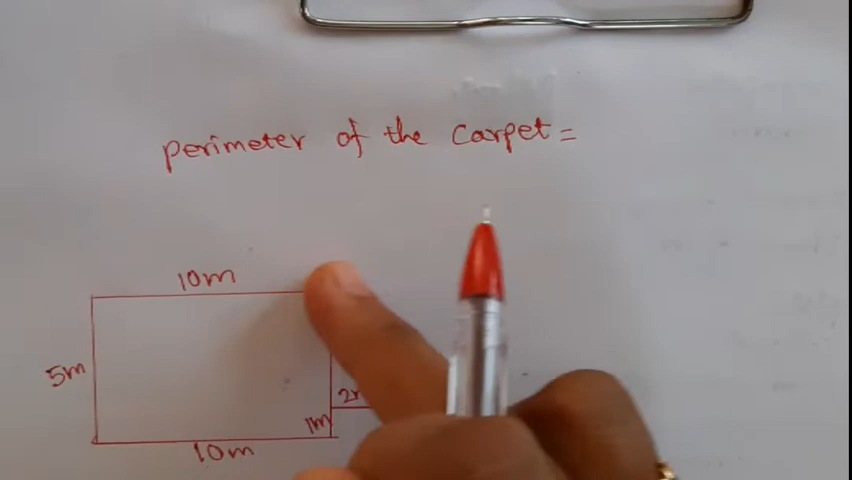 perimeter of the carpet =
10m
5m
1m
10m